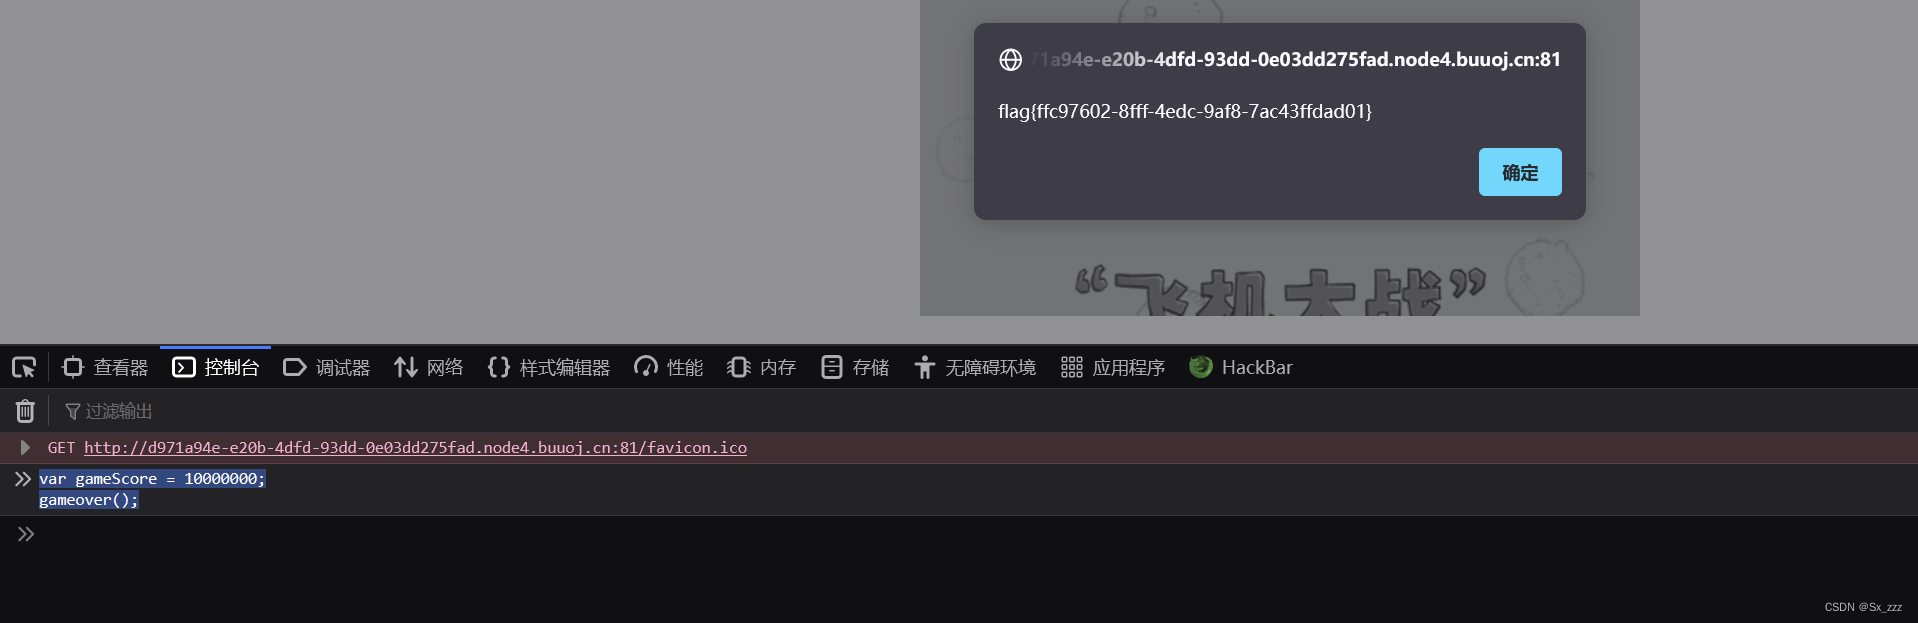 71a94e-e20b-4dfd-93dd-0e03dd275fad.node4.buuoj.cn:81
flag{ffc97602-8fff-4edc-9af8-7ac43ffdad01}
确定
“飞机大战”
查看器 控制台 调试器 网络 样式编辑器 性能 内存 存储 无障碍环境 应用程序 HackBar
过滤输出
GET http://d971a94e-e20b-4dfd-93dd-0e03dd275fad.node4.buuoj.cn:81/favicon.ico
var gameScore = 10000000;
gameover();
CSDN @Sx_zzz